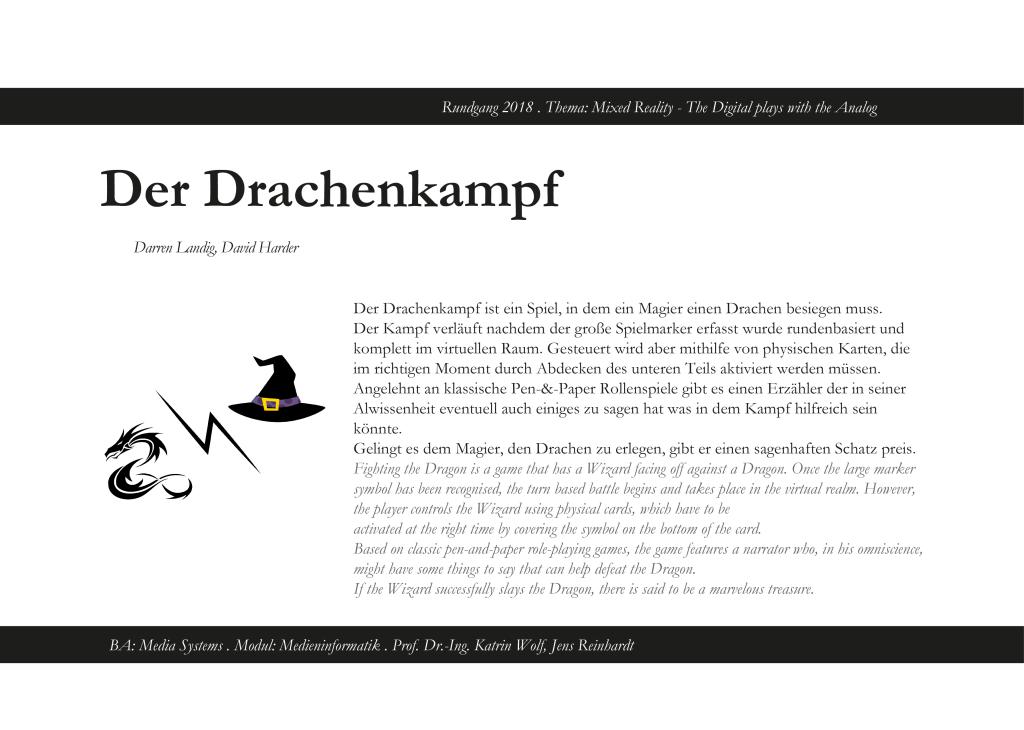 Rundgang 2018 . Thema: Mixed Reality - The Digital plays with the Analog
Der Drachenkampf
Darren Landig, David Harder
Der Drachenkampf ist ein Spiel, in dem ein Magier einen Drachen besiegen muss.
Der Kampf verläuft nachdem der große Spielmarker erfasst wurde rundenbasiert und
komplett im virtuellen Raum. Gesteuert wird aber mithilfe von physischen Karten, die
im richtigen Moment durch Abdecken des unteren Teils aktiviert werden müssen.
Angelehnt an klassische Pen-&-Paper Rollenspiele gibt es einen Erzähler der in seiner
Alwissenheit eventuell auch einiges zu sagen hat was in dem Kampf hilfreich sein
könnte.
Gelingt es dem Magier, den Drachen zu erlegen, gibt er einen sagenhaften Schatz preis.
Fighting the Dragon is a game that has a Wizard facing off against a Dragon. Once the large marker
symbol has been recognised, the turn based battle begins and takes place in the virtual realm. However,
the player controls the Wizard using physical cards, which have to be
activated at the right time by covering the symbol on the bottom of the card.
Based on classic pen-and-paper role-playing games, the game features a narrator who, in his omniscience,
might have some things to say that can help defeat the Dragon.
If the Wizard successfully slays the Dragon, there is said to be a marvelous treasure.
BA: Media Systems . Modul: Medieninformatik . Prof. Dr.-Ing. Katrin Wolf, Jens Reinhardt